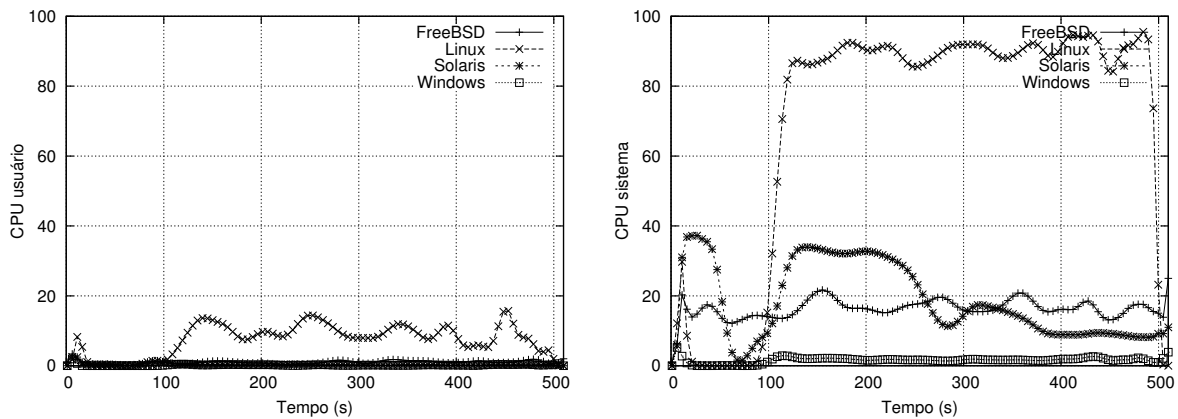 100
80
60
40
20
0
CPU usuário
0 100 200 300 400 500
Tempo (s)
FreeBSD
Linux
Solaris
Windows
100
80
60
40
20
0
CPU sistema
0 100 200 300 400 500
Tempo (s)
FreeBSD
Linux
Solaris
Windows